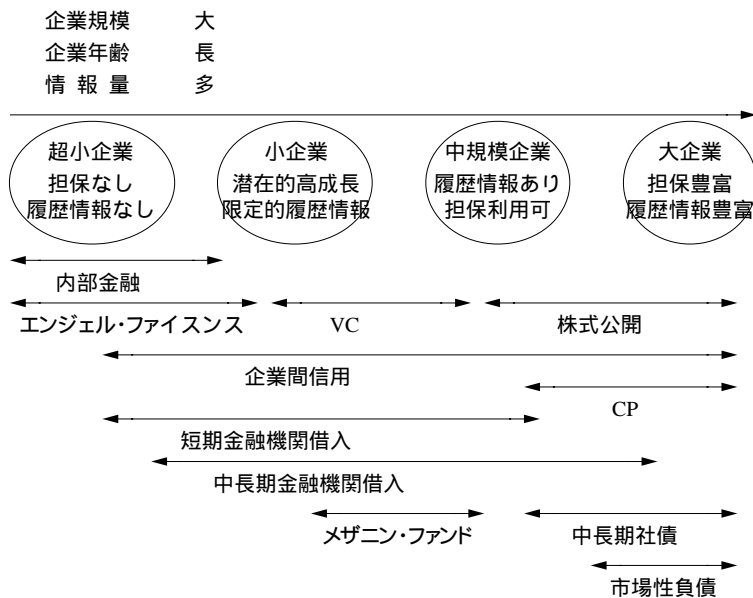 企業規模 大
企業年齢 長
情報量 多
超小企業
担保なし
履歴情報なし
小企業
潜在的高成長
限定的履歴情報
中規模企業
履歴情報あり
担保利用可
大企業
担保豊富
履歴情報豊富
内部金融
エンジェル・ファイスンス
VC
株式公開
企業間信用
CP
短期金融機関借入
中長期金融機関借入
メザニン・ファンド
中長期社債
市場性負債